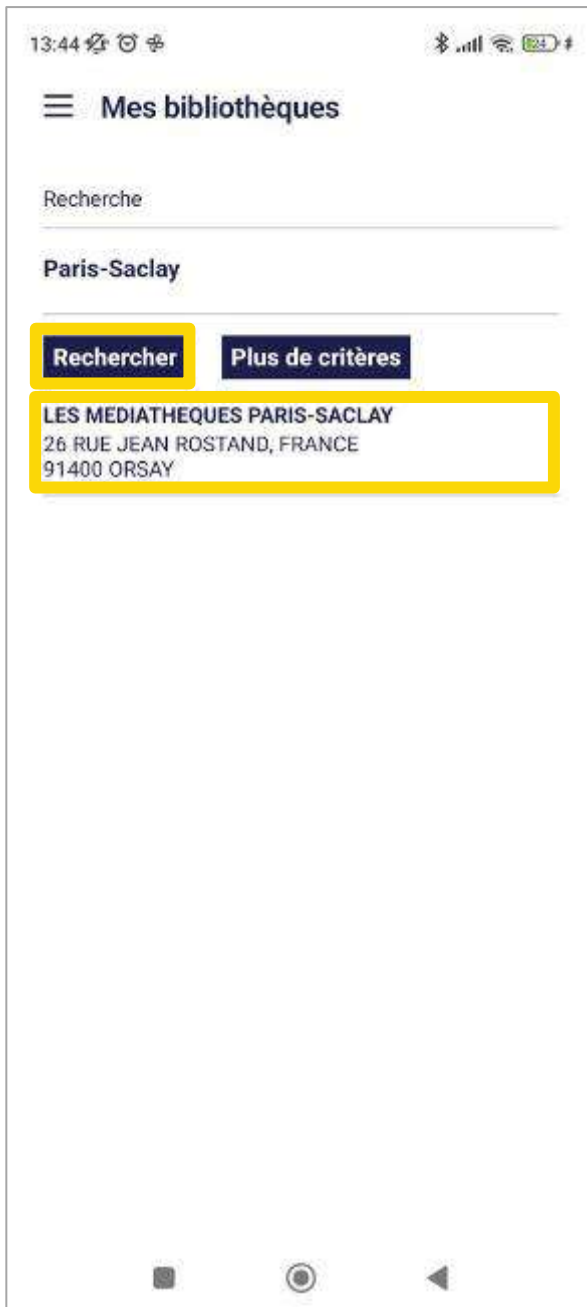 13:44
Mes bibliothèques
Recherche
Paris-Saclay
Rechercher Plus de critères
LES MEDIATHEQUES PARIS-SACLAY
26 RUE JEAN ROSTAND, FRANCE
91400 ORSAY